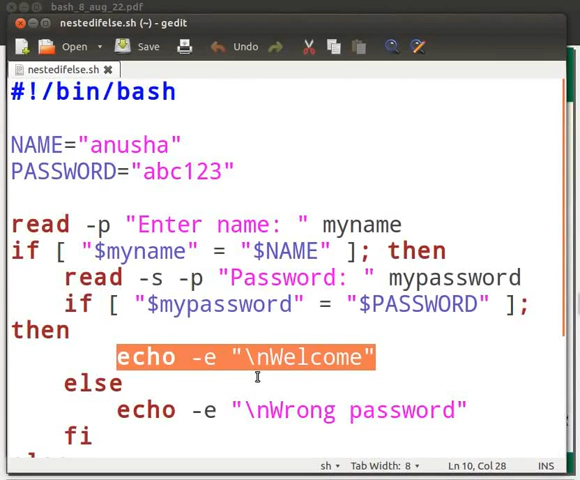 bash_8_aug_22.pdf
nestedifelse.sh (~) - gedit
Open Save Undo
nestedifelse.sh
#!/bin/bash
NAME="anusha"
PASSWORD="abc123"
read -p "Enter name: " myname
if [ "$myname" = "$NAME" ]; then
read -s -p "Password: " mypassword
if [ "$mypassword" = "$PASSWORD" ];
then
echo -e "\nWelcome"
else
echo -e "\nWrong password"
fi
sh Tab Width: 8 Ln 10, Col 28 INS